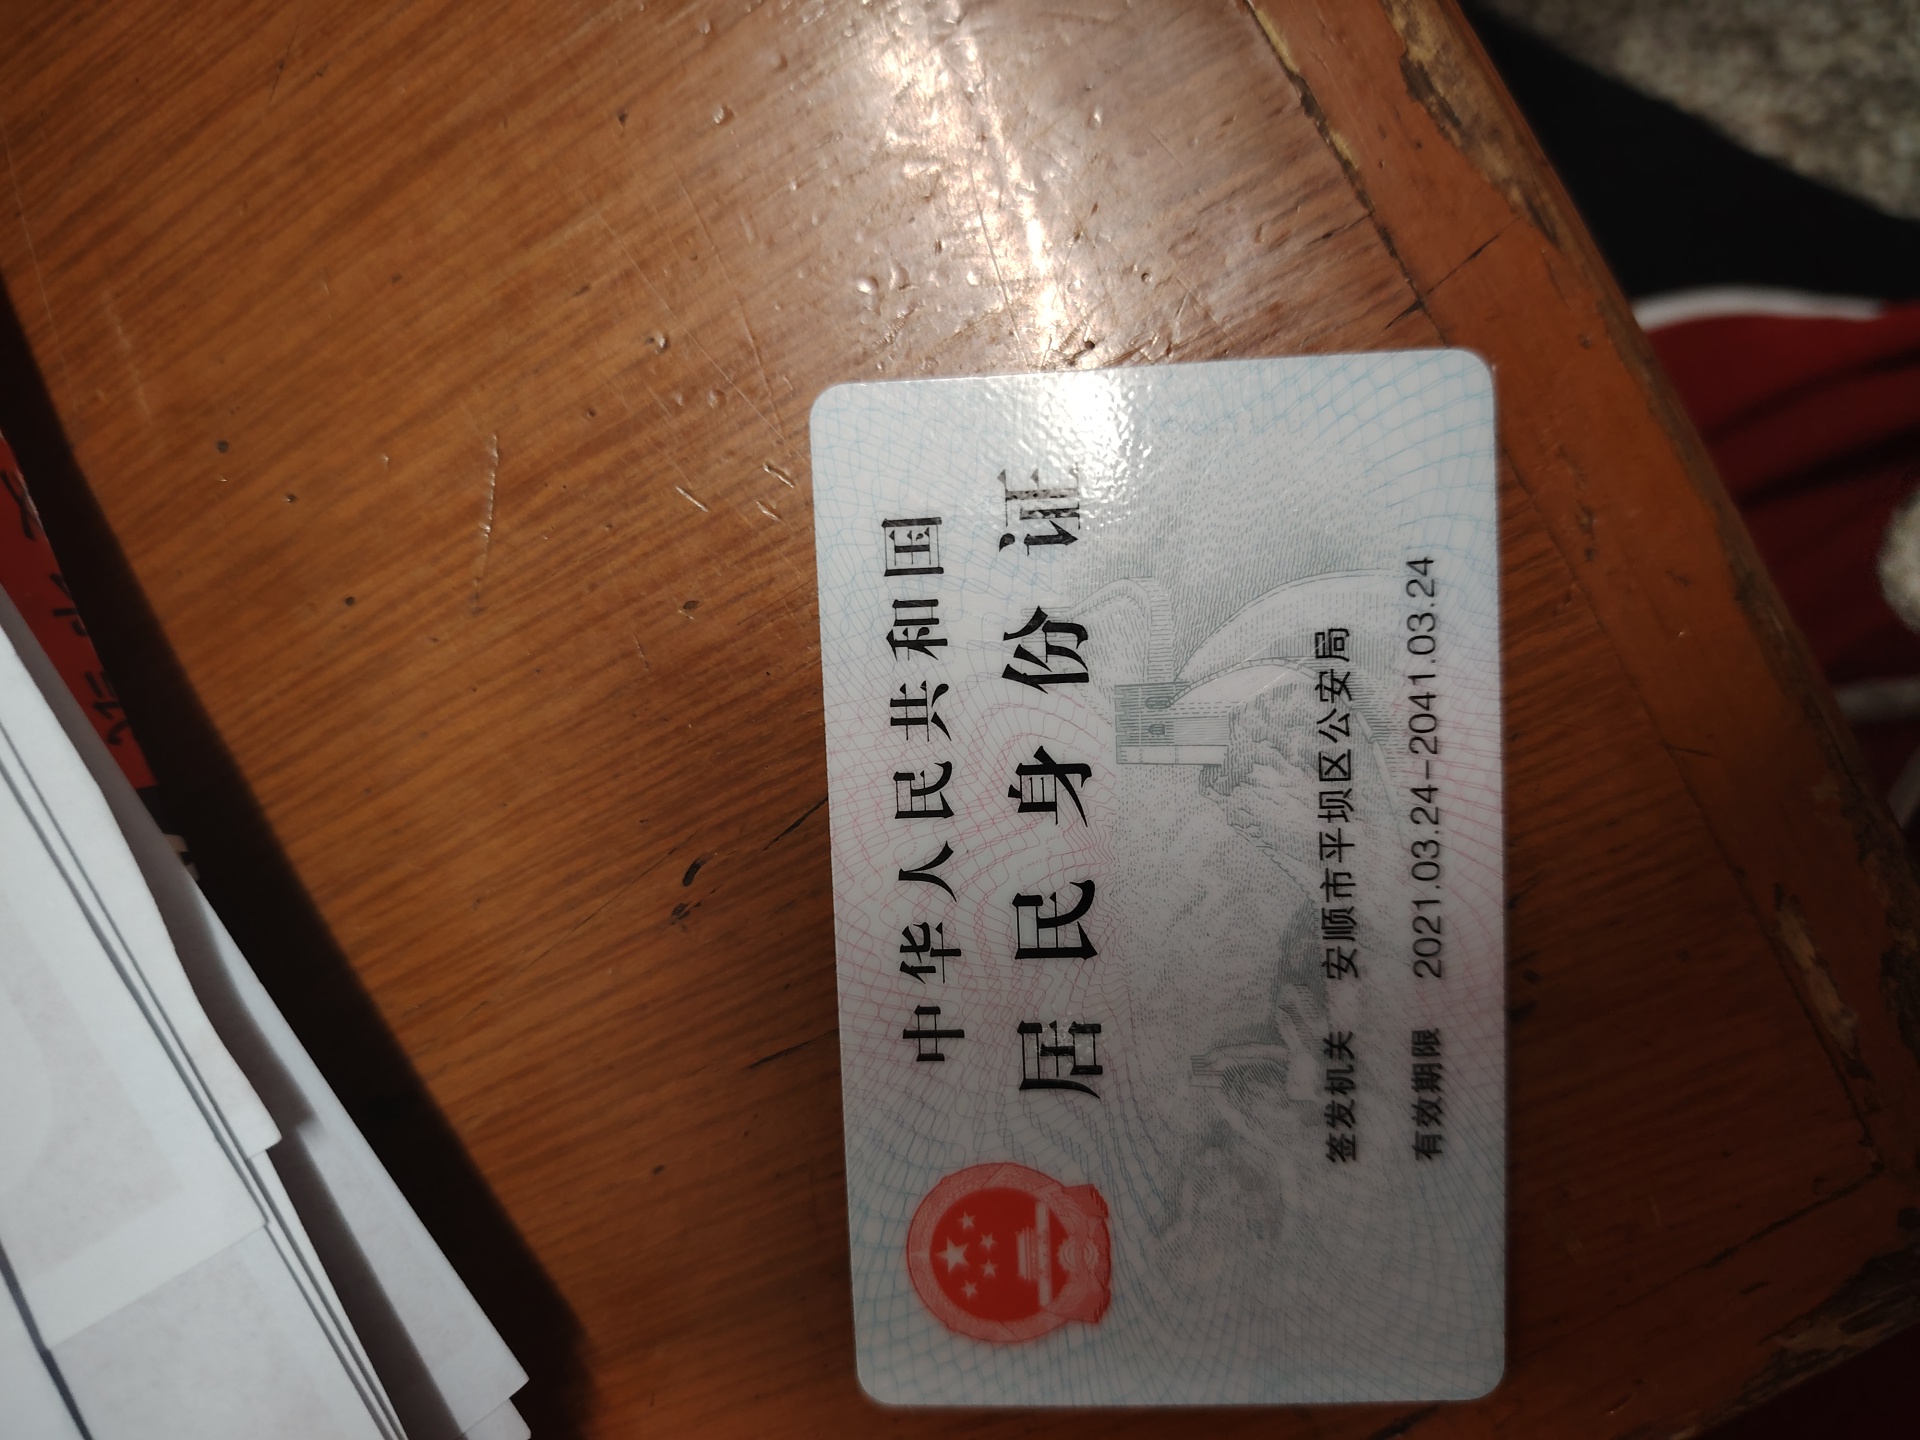 中华人民共和国
居民身份证
签发机关 安顺市平坝区公安局
有效期限 2021.03.24-2041.03.24